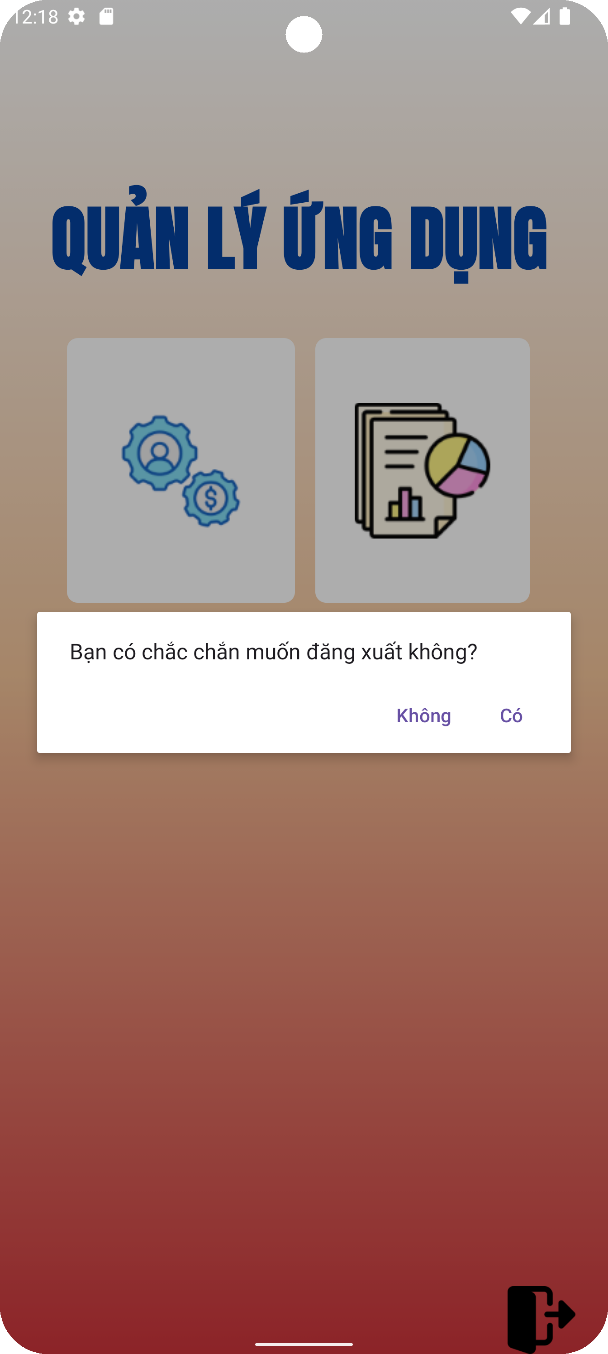 12:18
QUẢN LÝ ỨNG DỤNG
$
Bạn có chắc chắn muốn đăng xuất không?
Không Có